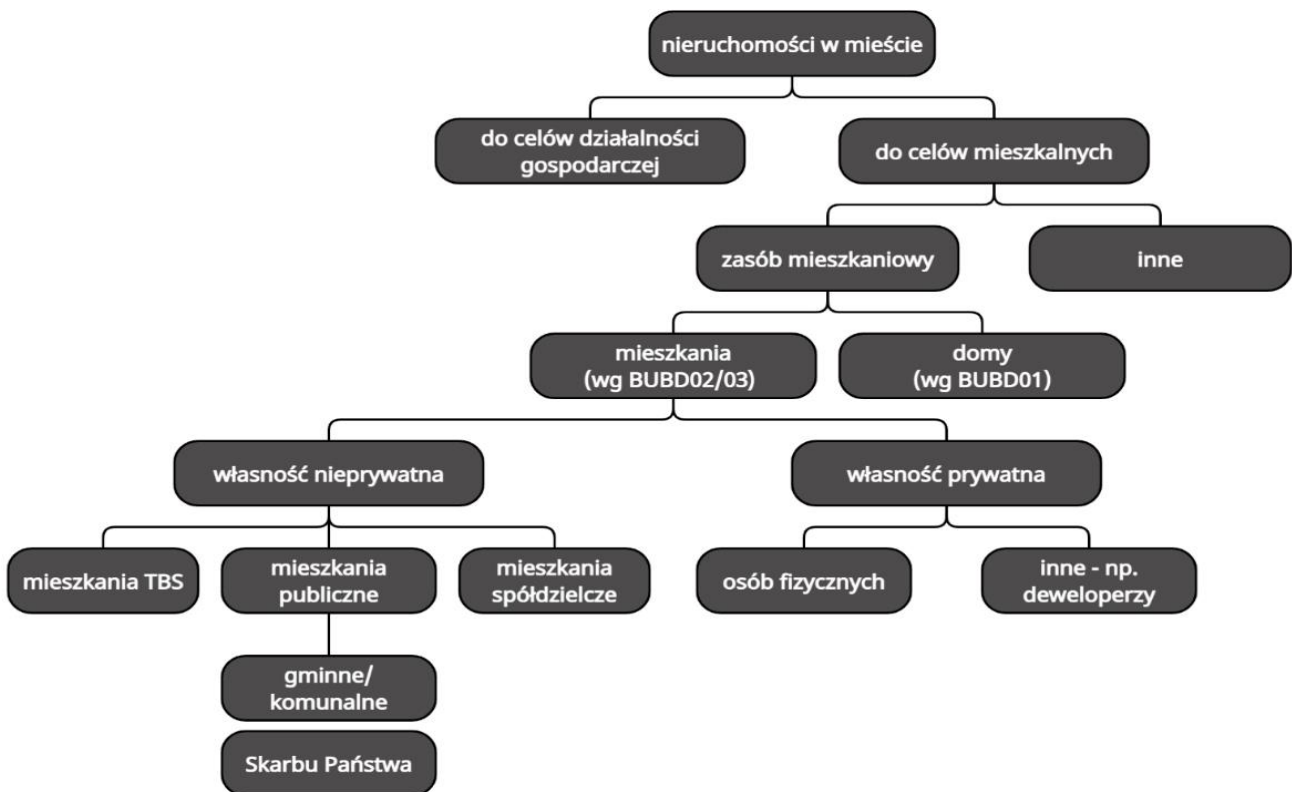 nieruchomości w mieście
do celów działalności
gospodarczej
do celów mieszkalnych
zasób mieszkaniowy
inne
mieszkania
(wg BUBD02/03)
domy
(wg BUBD01)
własność nieprywatna
własność prywatna
mieszkania TBS
mieszkania
publiczne
mieszkania
spółdzielcze
osób fizycznych
inne - np.
deweloperzy
gminne/
komunalne
Skarbu Państwa